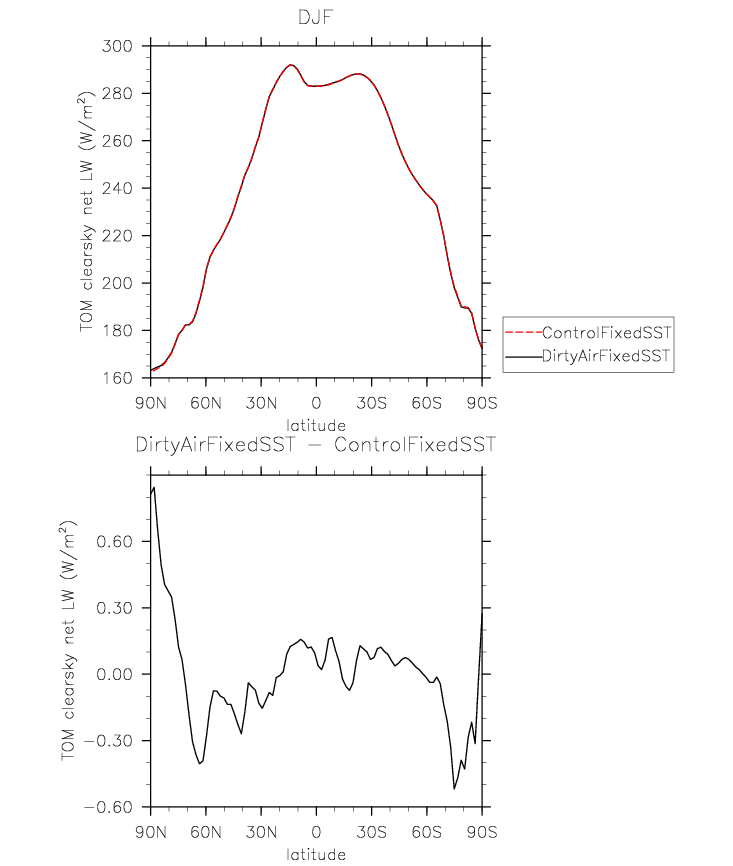 DJF
TOM clearsky net LW (W/m²)
300
280
260
240
220
200
180
160
90N 60N 30N 0 30S 60S 90S
latitude
ControlFixedSST
DirtyAirFixedSST
DirtyAirFixedSST − ControlFixedSST
TOM clearsky net LW (W/m²)
0.60
0.30
0.00
−0.30
−0.60
90N 60N 30N 0 30S 60S 90S
latitude